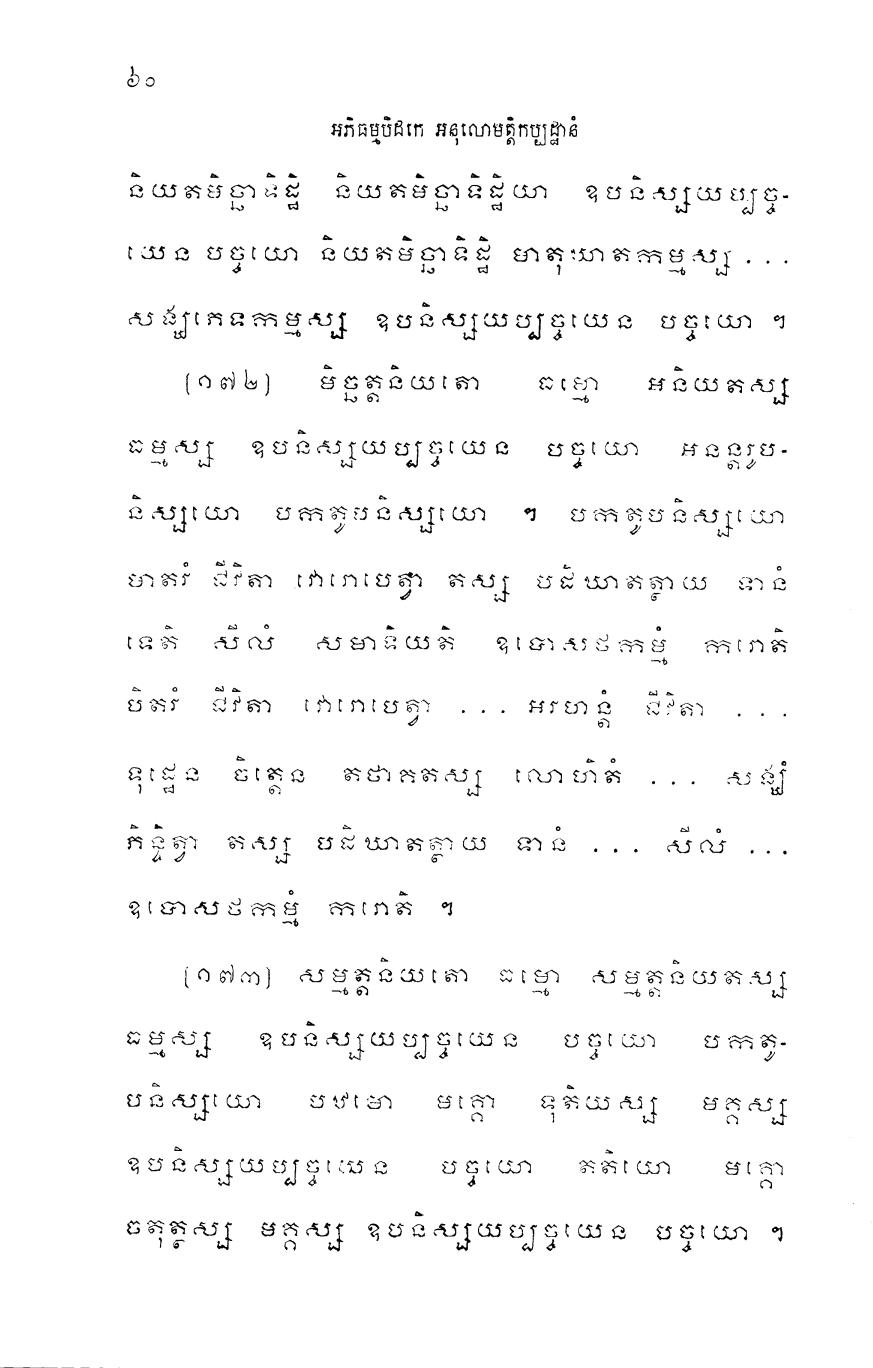 ៦០
អភិធម្មបិដកេ អនុលោមត្តិកប្បដ្ឋានំ
និយតមិច្ឆាទិដ្ឋិ និយតមិច្ឆាទិដ្ឋិយា ឧបនិស្សយប្បច្ច-
យេន បច្ចយោ និយតមិច្ឆាទិដ្ឋិ មាតុឃាតកម្មស្ស ...
សង្ឃភេទកម្មស្ស ឧបនិស្សយប្បច្ចយេន បច្ចយោ ។
(១៧២) មិច្ឆត្តនិយតោ ធម្មោ អនិយតស្ស
ធម្មស្ស ឧបនិស្សយប្បច្ចយេន បច្ចយោ អនន្តរូប-
និស្សយោ បកតូបនិស្សយោ ។ បកតូបនិស្សយោ
មាតរំ ជីវិតា វោរោបេត្វា តស្ស បដិឃាតត្ថាយ ទានំ
ទេតិ សីលំ សមាទិយតិ ឧបោសថកម្មំ ករោតិ
បិតរំ ជីវិតា វោរោបេត្វា ... អរហន្តំ ជីវិតា ...
ទុដ្ឋេន ចិត្តេន តថាគតស្ស លោហិតំ ... សង្ឃំ
ភិន្ទិត្វា តស្ស បដិឃាតត្ថាយ ទានំ ... សីលំ ...
ឧបោសថកម្មំ ករោតិ ។
(១៧៣) សម្មត្តនិយតោ ធម្មោ សម្មត្តនិយតស្ស
ធម្មស្ស ឧបនិស្សយប្បច្ចយេន បច្ចយោ បកតូ-
បនិស្សយោ បឋមោ មគ្គោ ទុតិយស្ស មគ្គស្ស
ឧបនិស្សយប្បច្ចយេន បច្ចយោ តតិយោ មគ្គោ
ចតុត្ថស្ស មគ្គស្ស ឧបនិស្សយប្បច្ចយេន បច្ចយោ ។